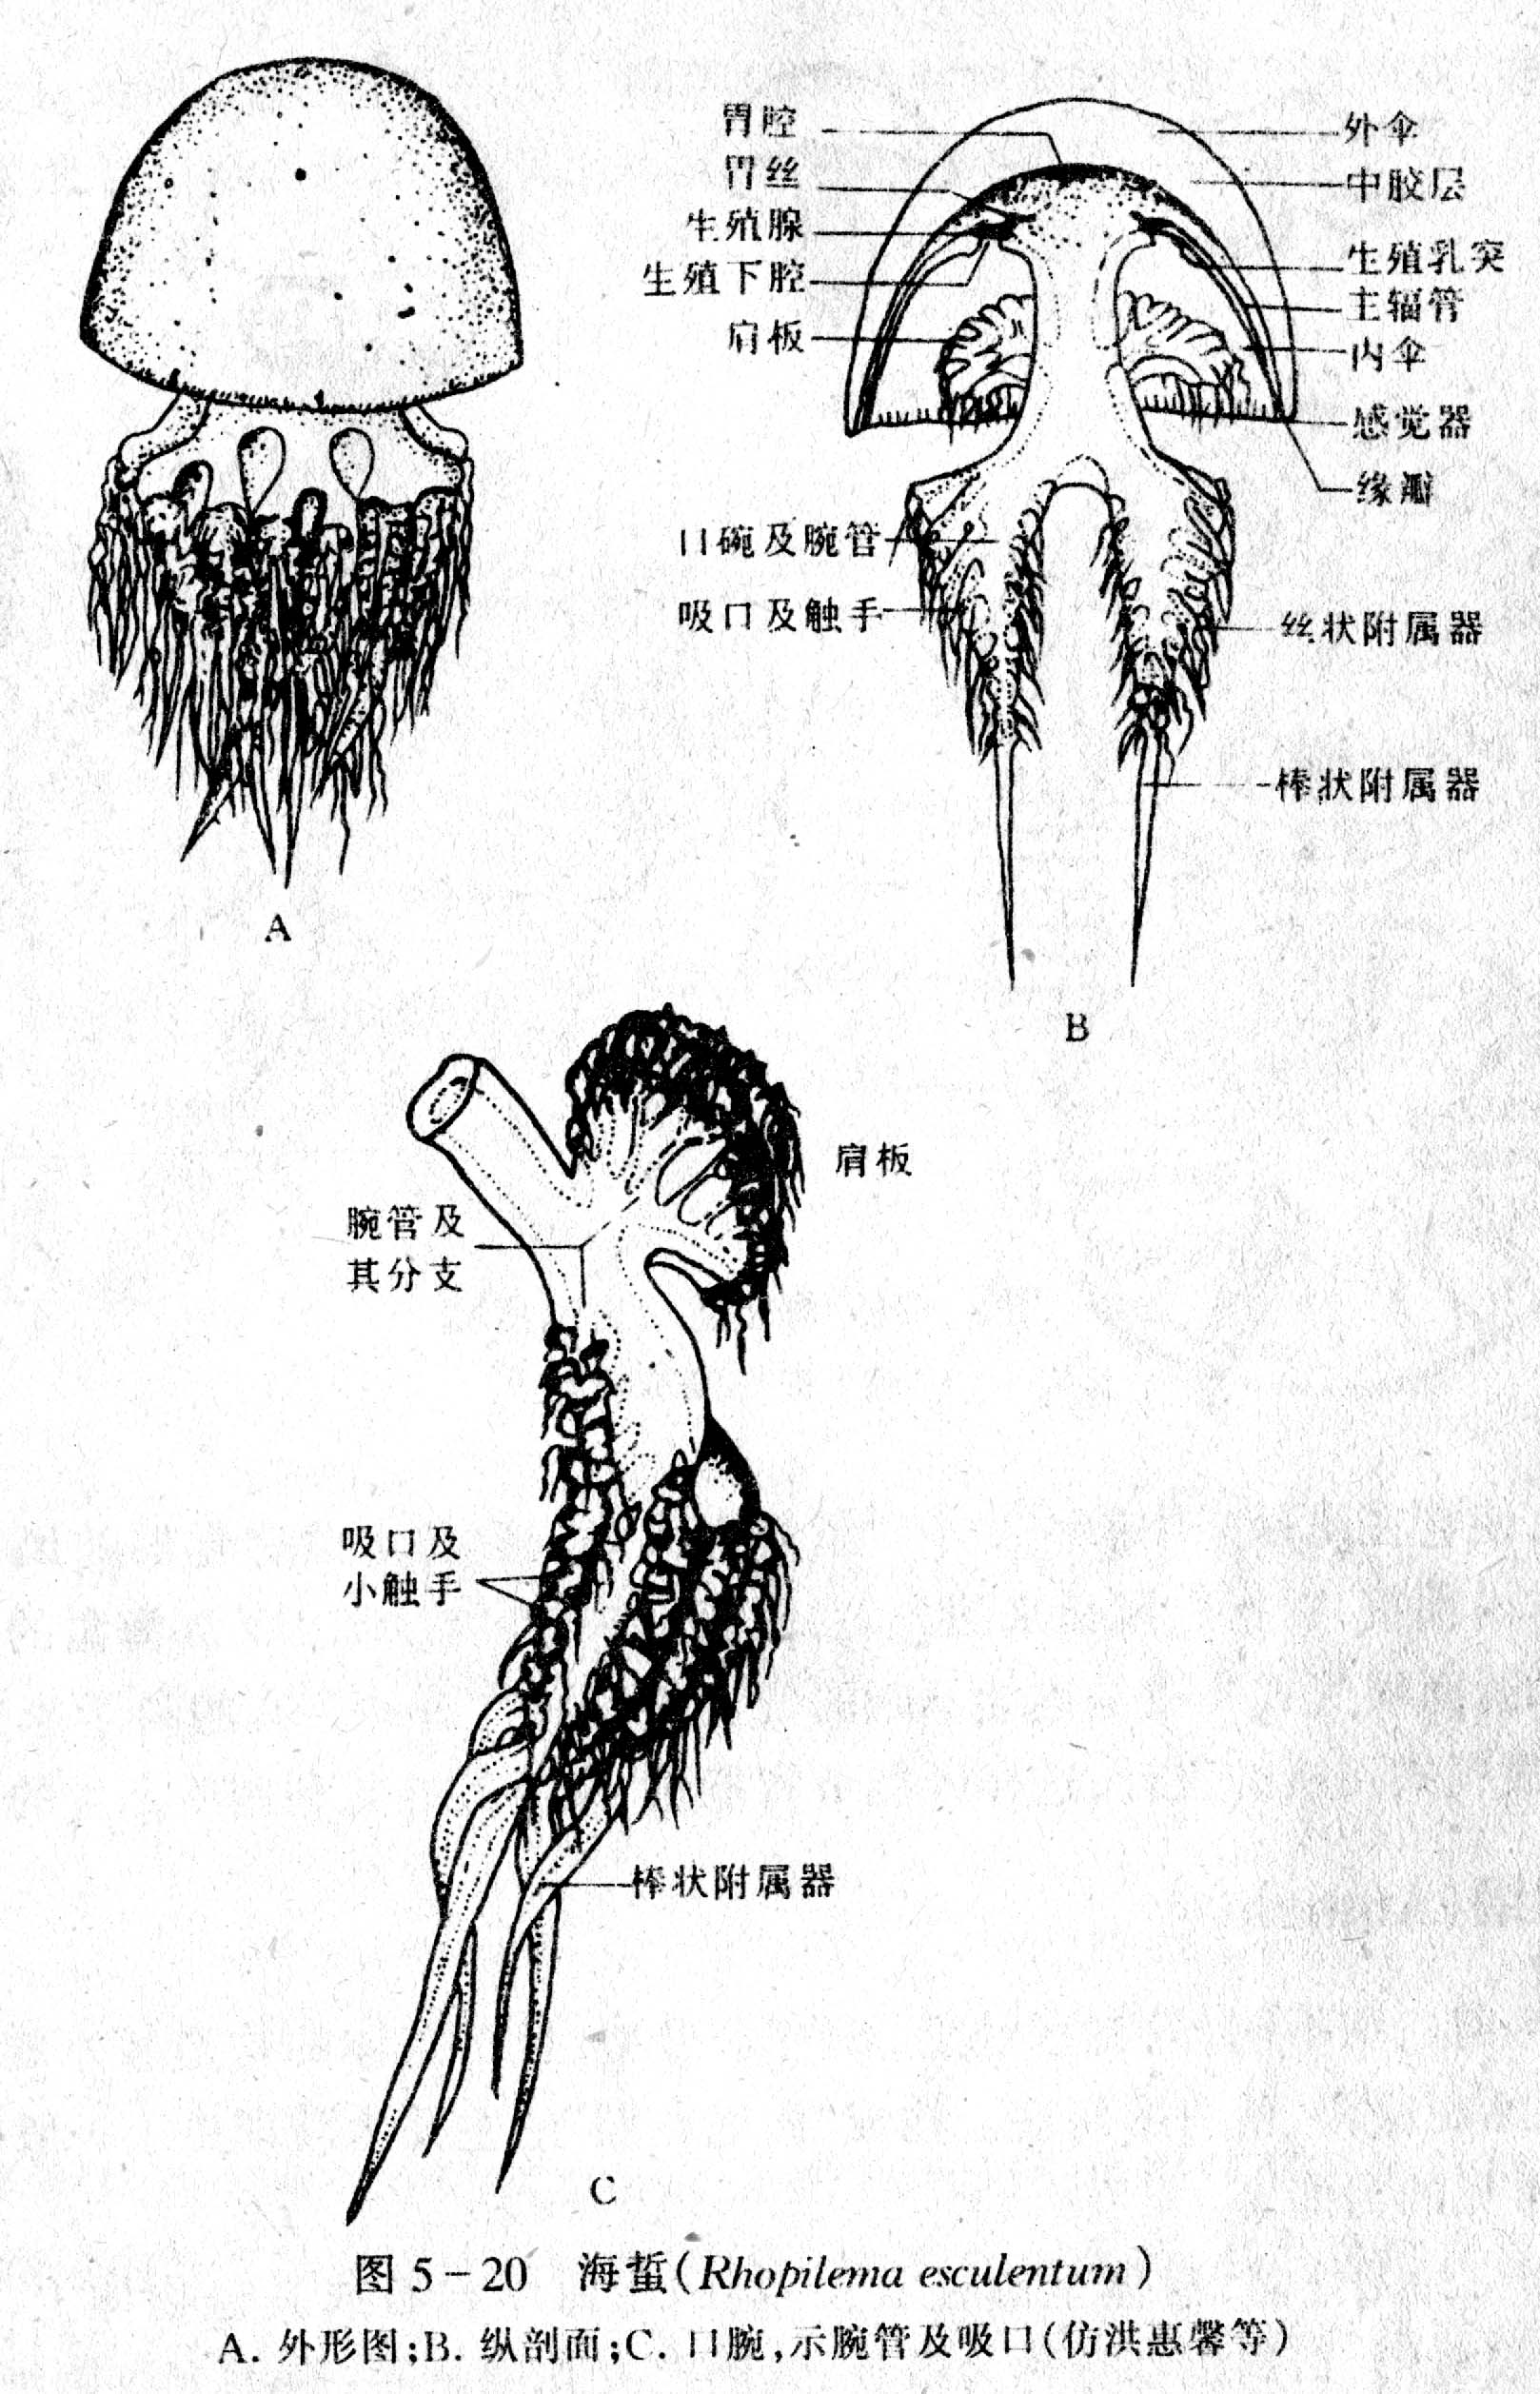 胃腔
胃丝
生殖腺
生殖下腔
肩板
口碗及腕管
吸口及触手
外伞
中胶层
生殖乳突
主辐管
内伞
感觉器
缘瓣
丝状附属器
棒状附属器
A
B
肩板
腕管及
其分支
吸口及
小触手
棒状附属器
C
图 5－20 海蜇(Rhopilema esculentum)
A. 外形图;B. 纵剖面;C. 口腕,示腕管及吸口(仿洪惠馨等)